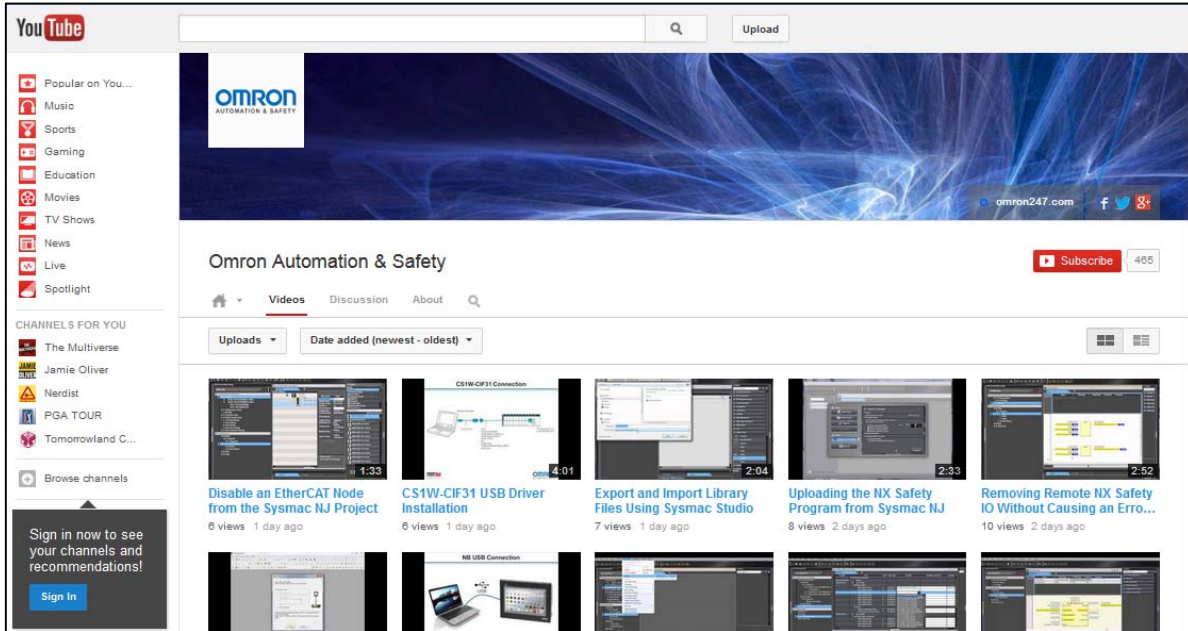 YouTube
Upload
Popular on You...
Music
Sports
Gaming
Education
Movies
TV Shows
News
Live
Spotlight
CHANNELS FOR YOU
The Multiverse
Jamie Oliver
Nerdist
PGA TOUR
Tomorrowland C...
Browse channels
Sign in now to see
your channels and
recommendations!
Sign In
OMRON
AUTOMATION & SAFETY
omron247.com
Omron Automation & Safety
Subscribe 465
Videos Discussion About
Uploads Date added (newest - oldest)
CS1W-CIF31 Connection
OMRON
1:33
4:01
2:04
2:33
2:52
Disable an EtherCAT Node
from the Sysmac NJ Project
6 views 1 day ago
CS1W-CIF31 USB Driver
Installation
6 views 1 day ago
Export and Import Library
Files Using Sysmac Studio
7 views 1 day ago
Uploading the NX Safety
Program from Sysmac NJ
8 views 2 days ago
Removing Remote NX Safety
IO Without Causing an Erro...
10 views 2 days ago
NB USB Connection
USB